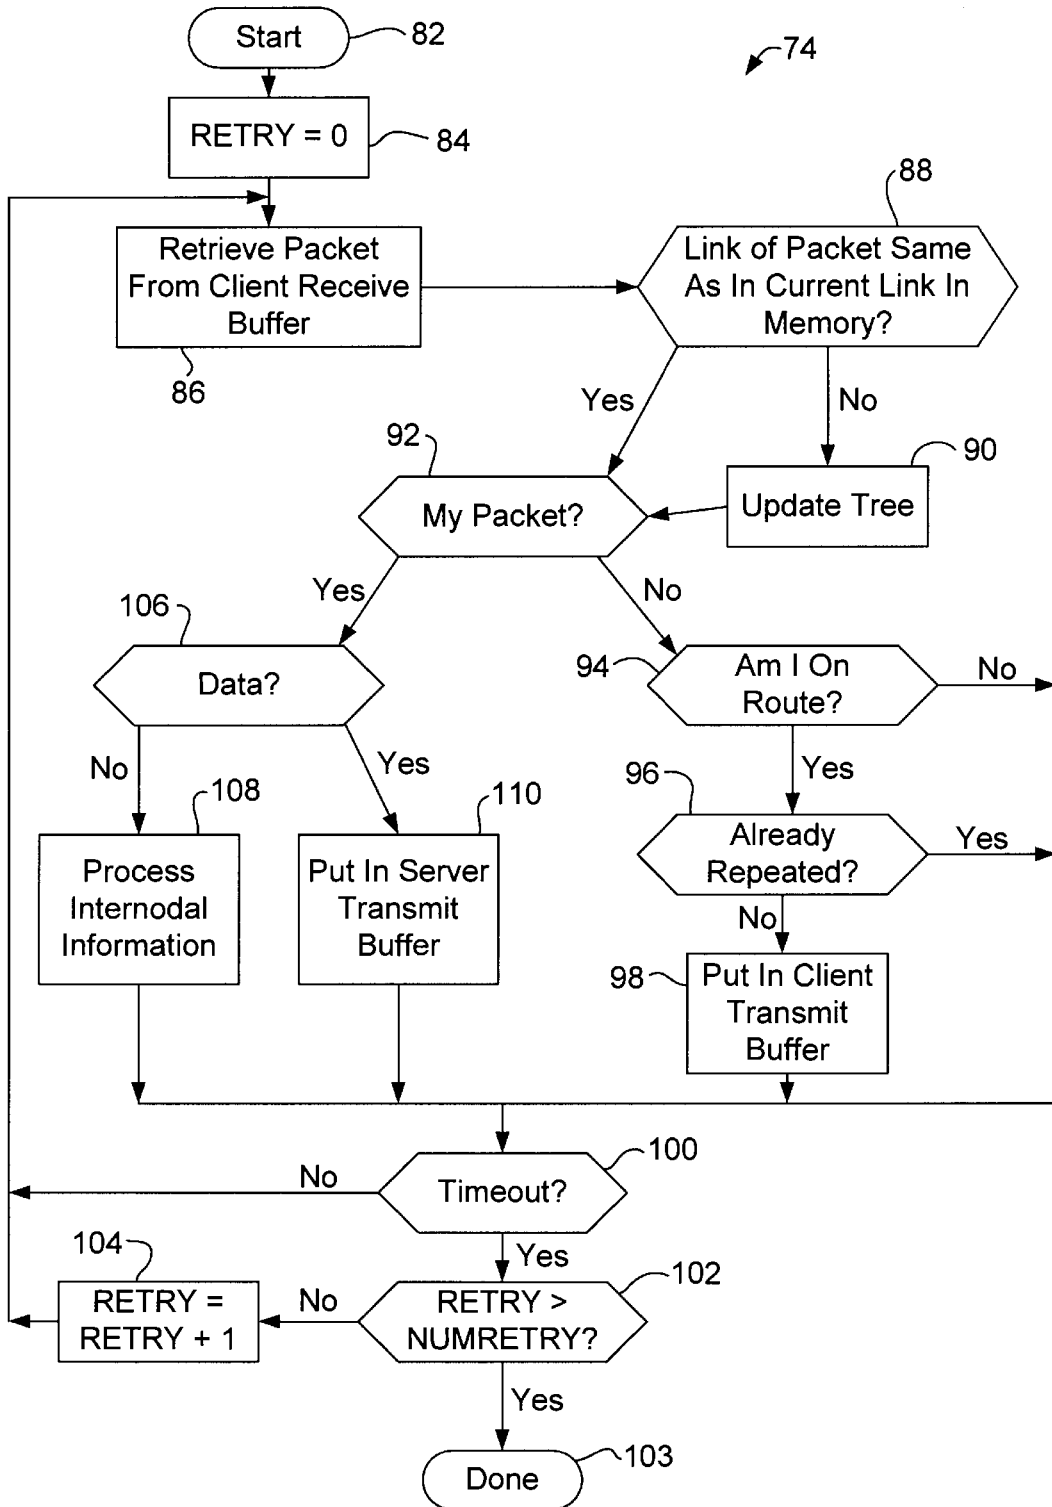 Start
82
74
RETRY = 0
84
88
Retrieve Packet
From Client Receive
Buffer
86
Link of Packet Same
As In Current Link In
Memory?
Yes
No
92
90
My Packet?
Update Tree
Yes
No
106
94
Data?
Am I On
Route?
No
No
Yes
Yes
108
110
96
Already
Repeated?
Yes
Process
Internodal
Information
Put In Server
Transmit
Buffer
No
98
Put In Client
Transmit
Buffer
100
No
Timeout?
Yes
104
102
RETRY =
RETRY + 1
No
RETRY >
NUMRETRY?
Yes
103
Done